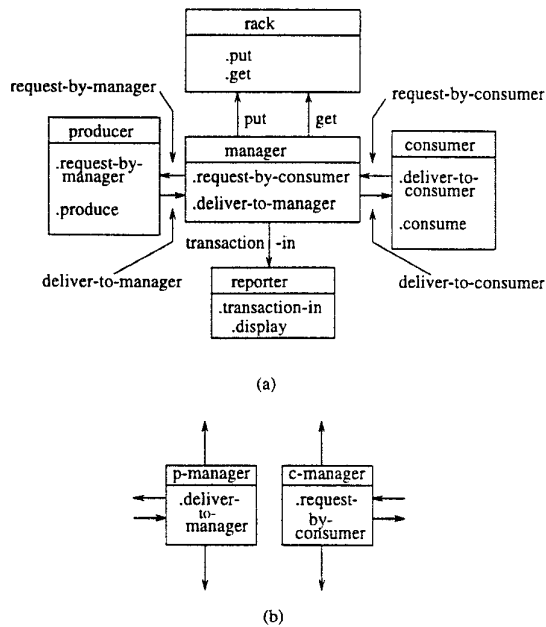 rack
.put
.get
request-by-manager
request-by-consumer
put
get
producer
.request-by-
manager
.produce
manager
.request-by-consumer
.deliver-to-manager
consumer
.deliver-to-
consumer
.consume
transaction -in
deliver-to-manager
deliver-to-consumer
reporter
.transaction-in
.display
(a)
p-manager
.deliver-
to-
manager
c-manager
.request-
by-
consumer
(b)